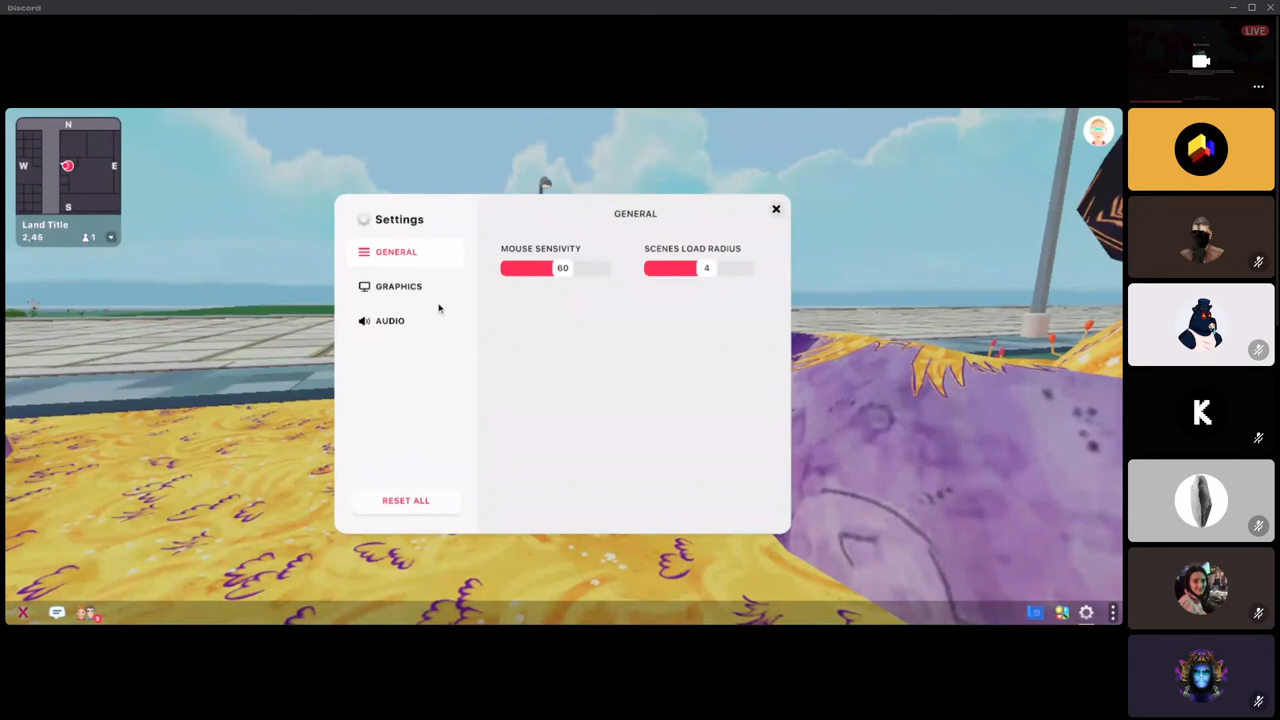 Discord
LIVE
N
W
E
S
Land Title
2,45
1
Settings
GENERAL
GRAPHICS
AUDIO
RESET ALL
GENERAL
MOUSE SENSIVITY
SCENES LOAD RADIUS
60
4
K